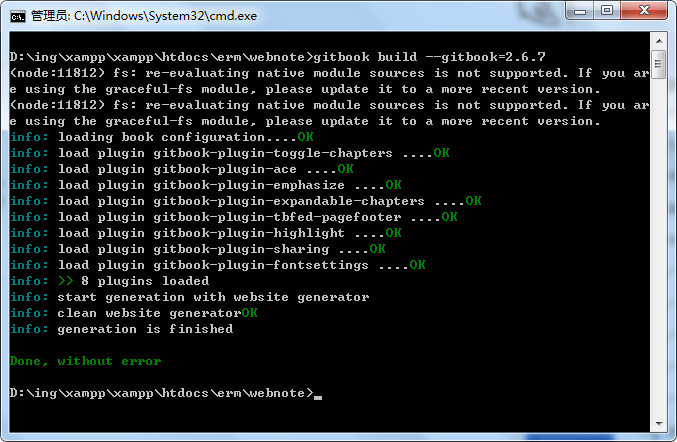 管理员: C:\Windows\System32\cmd.exe
D:\ing\xampp\xampp\htdocs\erm\webnote>gitbook build --gitbook=2.6.7
(node:11812) fs: re-evaluating native module sources is not supported. If you ar
e using the graceful-fs module, please update it to a more recent version.
(node:11812) fs: re-evaluating native module sources is not supported. If you ar
e using the graceful-fs module, please update it to a more recent version.
info: loading book configuration....OK
info: load plugin gitbook-plugin-toggle-chapters ....OK
info: load plugin gitbook-plugin-ace ....OK
info: load plugin gitbook-plugin-emphasize ....OK
info: load plugin gitbook-plugin-expandable-chapters ....OK
info: load plugin gitbook-plugin-tbfed-pagefooter ....OK
info: load plugin gitbook-plugin-highlight ....OK
info: load plugin gitbook-plugin-sharing ....OK
info: load plugin gitbook-plugin-fontsettings ....OK
info: >> 8 plugins loaded
info: start generation with website generator
info: clean website generatorOK
info: generation is finished
Done, without error
D:\ing\xampp\xampp\htdocs\erm\webnote>